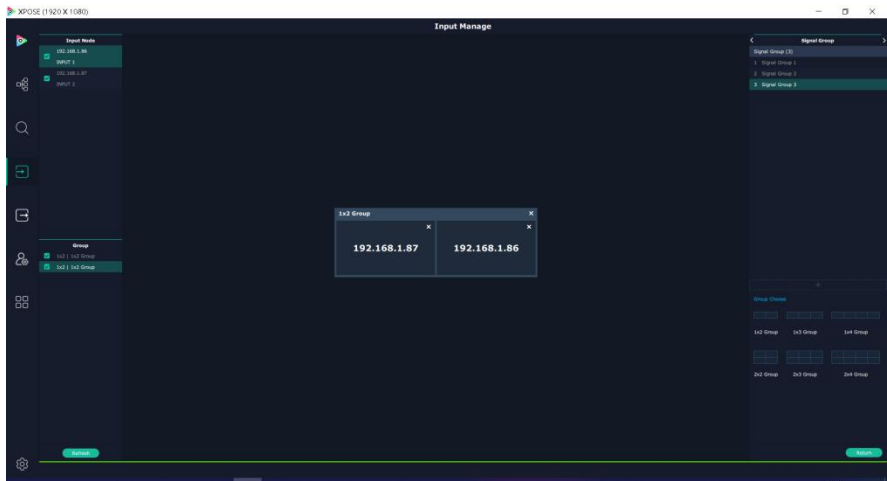 XPOSE (1920 X 1080)
Input Manage
Input Node
192.168.1.86
INPUT 1
192.168.1.87
INPUT 2
Group
1x2 | 1x2 Group
1x2 | 1x2 Group
Refresh
1x2 Group
192.168.1.87
192.168.1.86
Signal Group
Signal Group (3)
1 Signal Group 1
2 Signal Group 2
3 Signal Group 3
Group Choose
1x2 Group 1x3 Group 1x4 Group
2x2 Group 2x3 Group 2x4 Group
Return